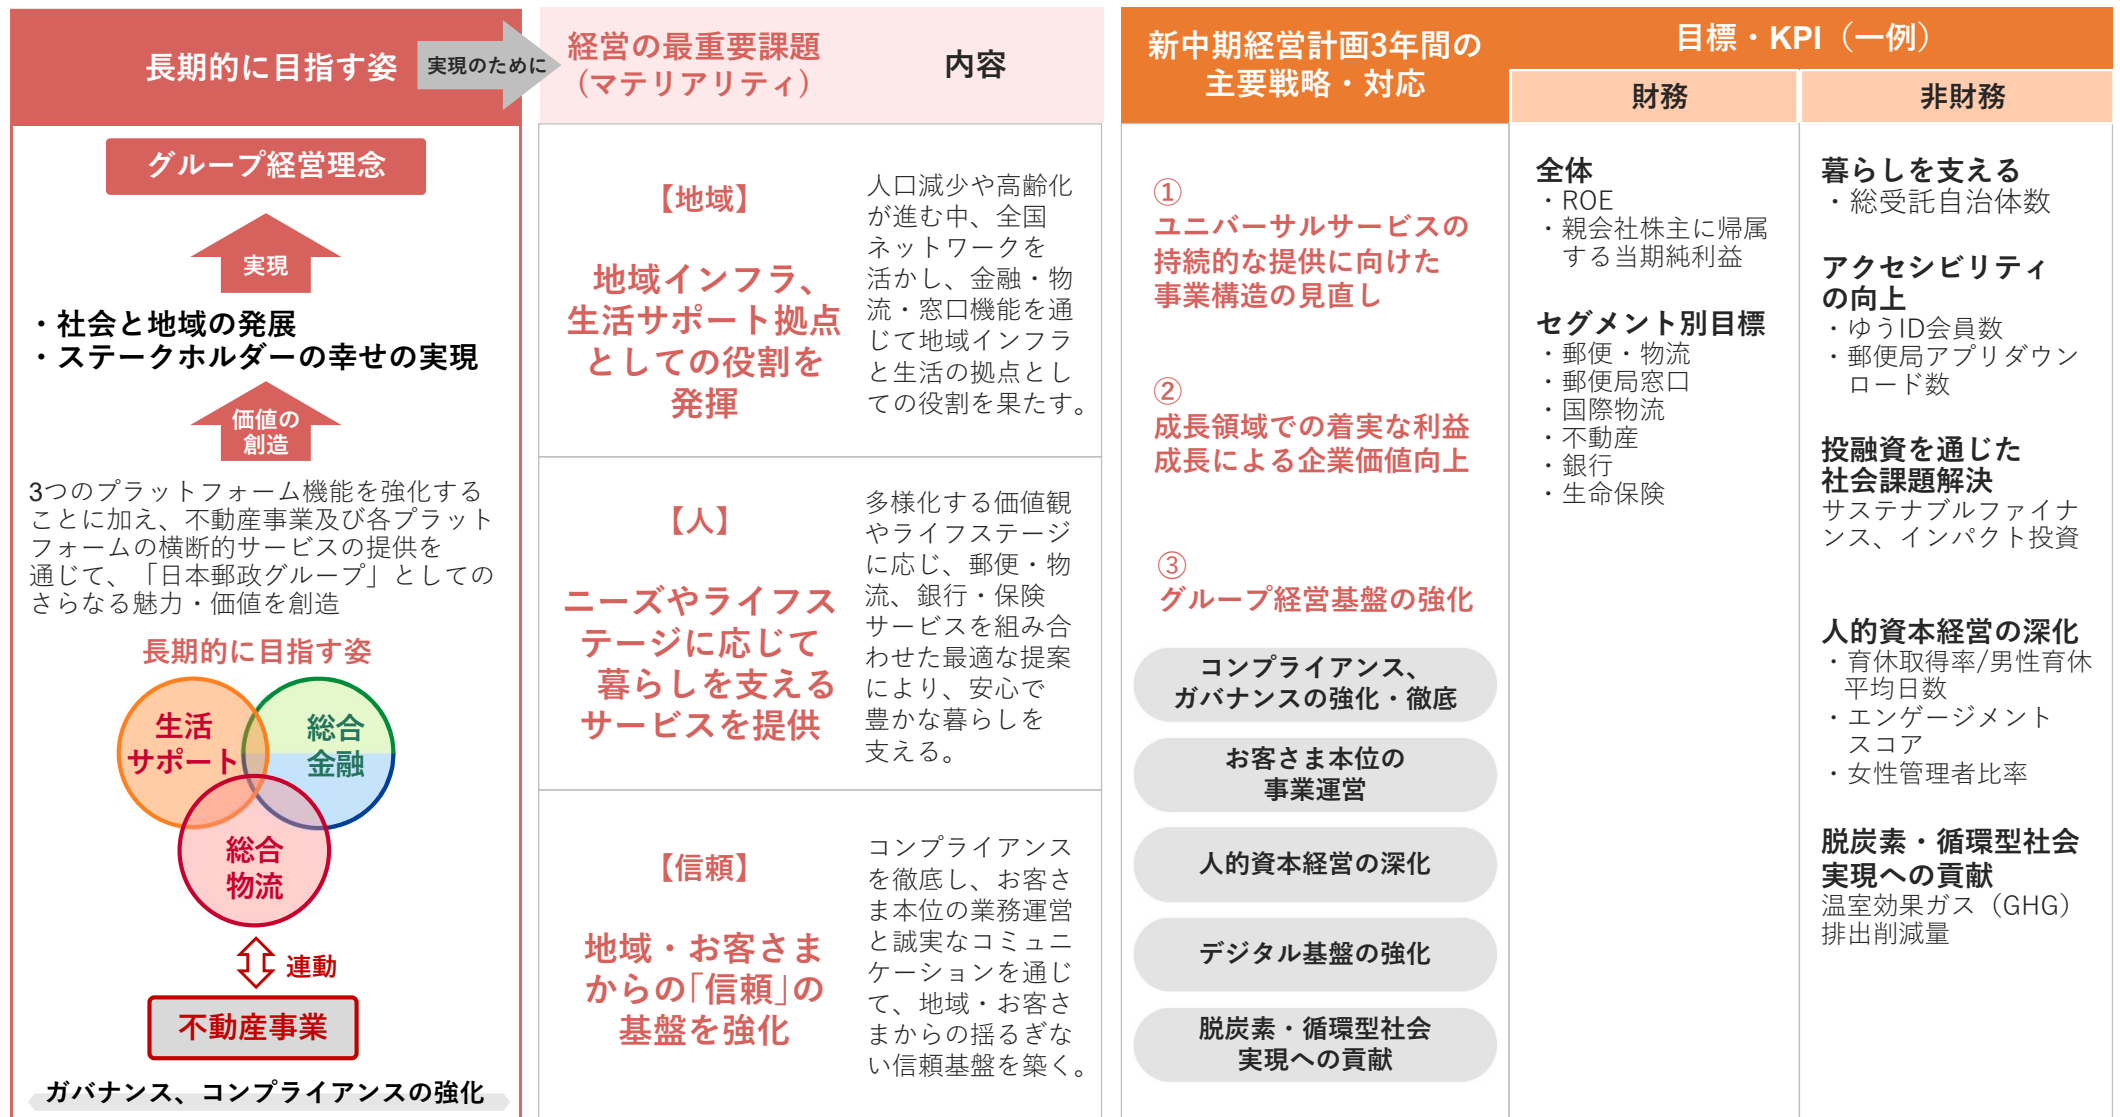 長期的に目指す姿
実現のために
グループ経営理念
実現
・社会と地域の発展
・ステークホルダーの幸せの実現
価値の
創造
3つのプラットフォーム機能を強化する
ことに加え、不動産事業及び各プラット
フォームの横断的サービスの提供を
通じて、「日本郵政グループ」としての
さらなる魅力・価値を創造
長期的に目指す姿
生活
サポート
総合
金融
総合
物流
連動
不動産事業
ガバナンス、コンプライアンスの強化
経営の最重要課題
（マテリアリティ）
内容
【地域】
地域インフラ、
生活サポート拠点
としての役割を
発揮
人口減少や高齢化
が進む中、全国
ネットワークを
活かし、金融・物
流・窓口機能を通
じて地域インフラ
と生活の拠点とし
ての役割を果たす。
【人】
ニーズやライフス
テージに応じて
暮らしを支える
サービスを提供
多様化する価値観
やライフステージ
に応じ、郵便・物
流、銀行・保険
サービスを組み合
わせた最適な提案
により、安心で
豊かな暮らしを
支える。
【信頼】
地域・お客さま
からの｢信頼｣の
基盤を強化
コンプライアンス
を徹底し、お客さ
ま本位の業務運営
と誠実なコミュニ
ケーションを通じ
て、地域・お客さ
まからの揺るぎな
い信頼基盤を築く。
新中期経営計画3年間の
主要戦略・対応
①
ユニバーサルサービスの
持続的な提供に向けた
事業構造の見直し
②
成長領域での着実な利益
成長による企業価値向上
③
グループ経営基盤の強化
コンプライアンス、
ガバナンスの強化・徹底
お客さま本位の
事業運営
人的資本経営の深化
デジタル基盤の強化
脱炭素・循環型社会
実現への貢献
目標・KPI（一例）
財務
全体
・ROE
・親会社株主に帰属
する当期純利益
セグメント別目標
・郵便・物流
・郵便局窓口
・国際物流
・不動産
・銀行
・生命保険
非財務
暮らしを支える
・総受託自治体数
アクセシビリティ
の向上
・ゆうID会員数
・郵便局アプリダウン
ロード数
投融資を通じた
社会課題解決
サステナブルファイナ
ンス、インパクト投資
人的資本経営の深化
・育休取得率/男性育休
平均日数
・エンゲージメント
スコア
・女性管理者比率
脱炭素・循環型社会
実現への貢献
温室効果ガス（GHG）
排出削減量